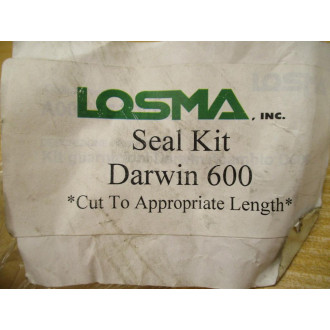 LOSMA, INC.
Seal Kit
Darwin 600
*Cut To Appropriate Length*